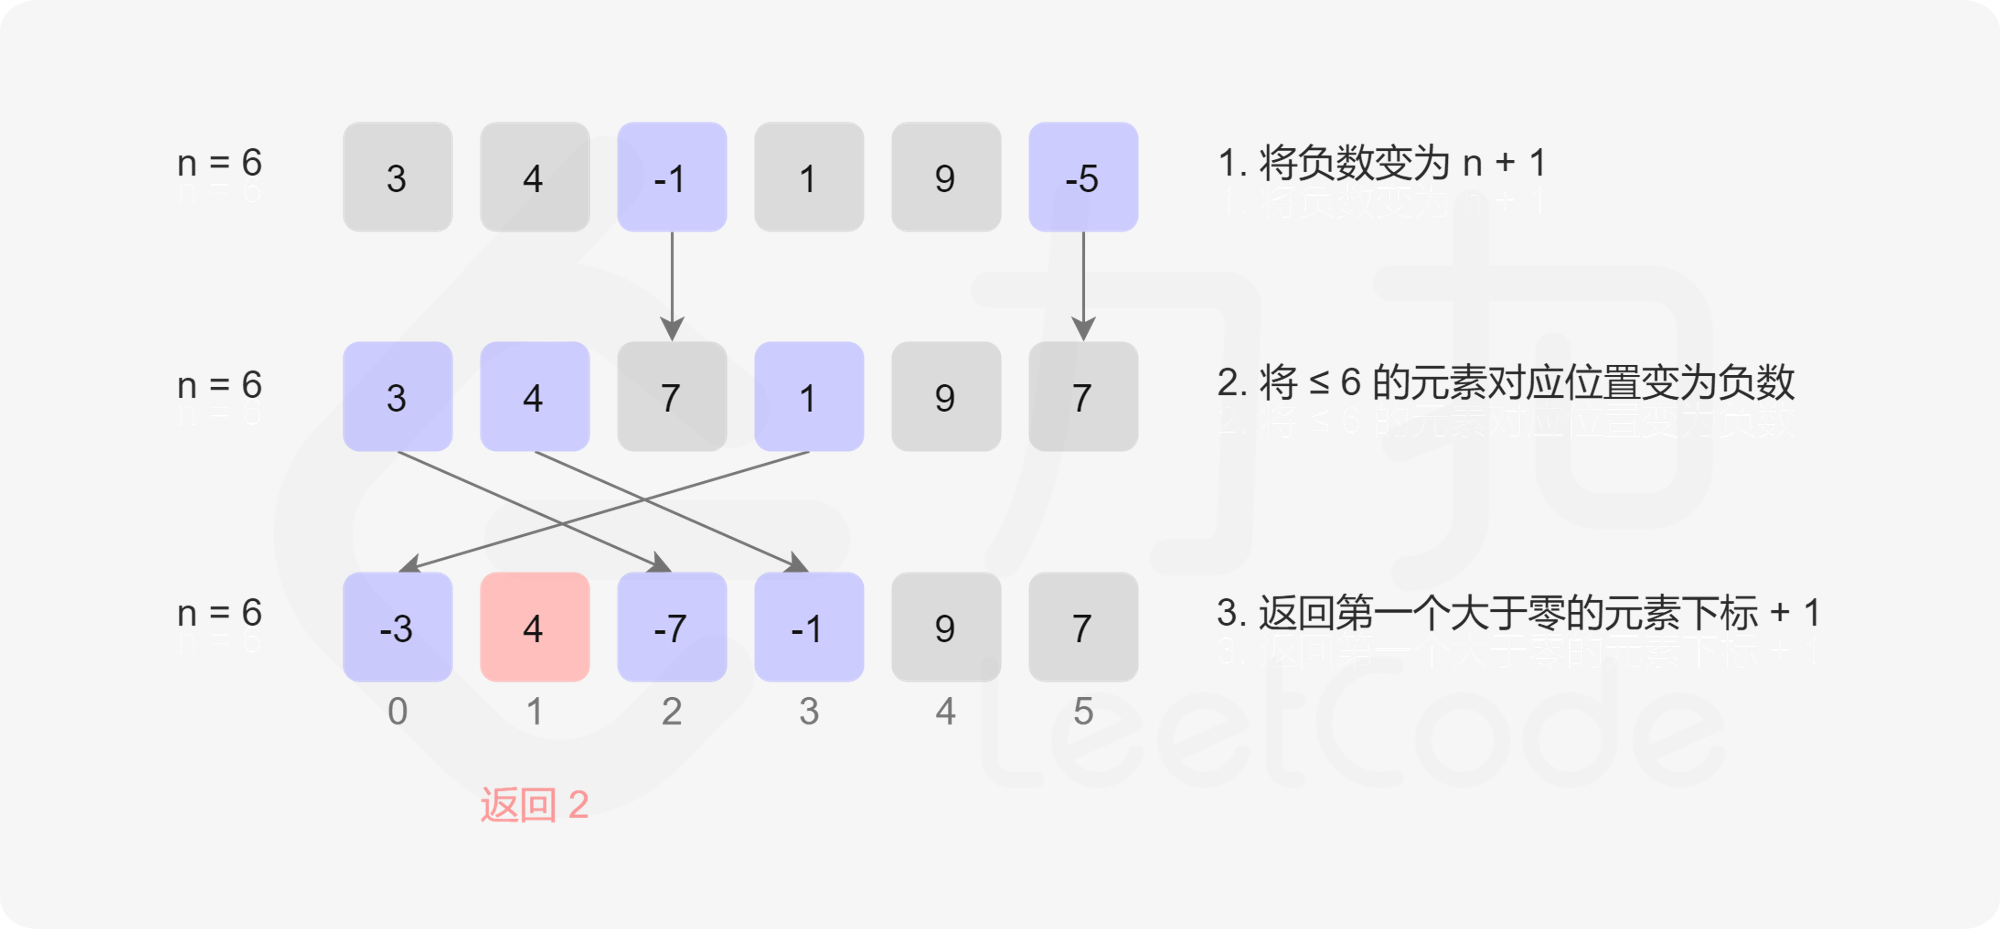 n = 6 3 4 -1 1 9 -5 1. 将负数变为 n + 1
n = 6 3 4 7 1 9 7 2. 将 ≤ 6 的元素对应位置变为负数
n = 6 -3 4 -7 -1 9 7 3. 返回第一个大于零的元素下标 + 1
0 1 2 3 4 5
返回 2
力扣
LeetCode